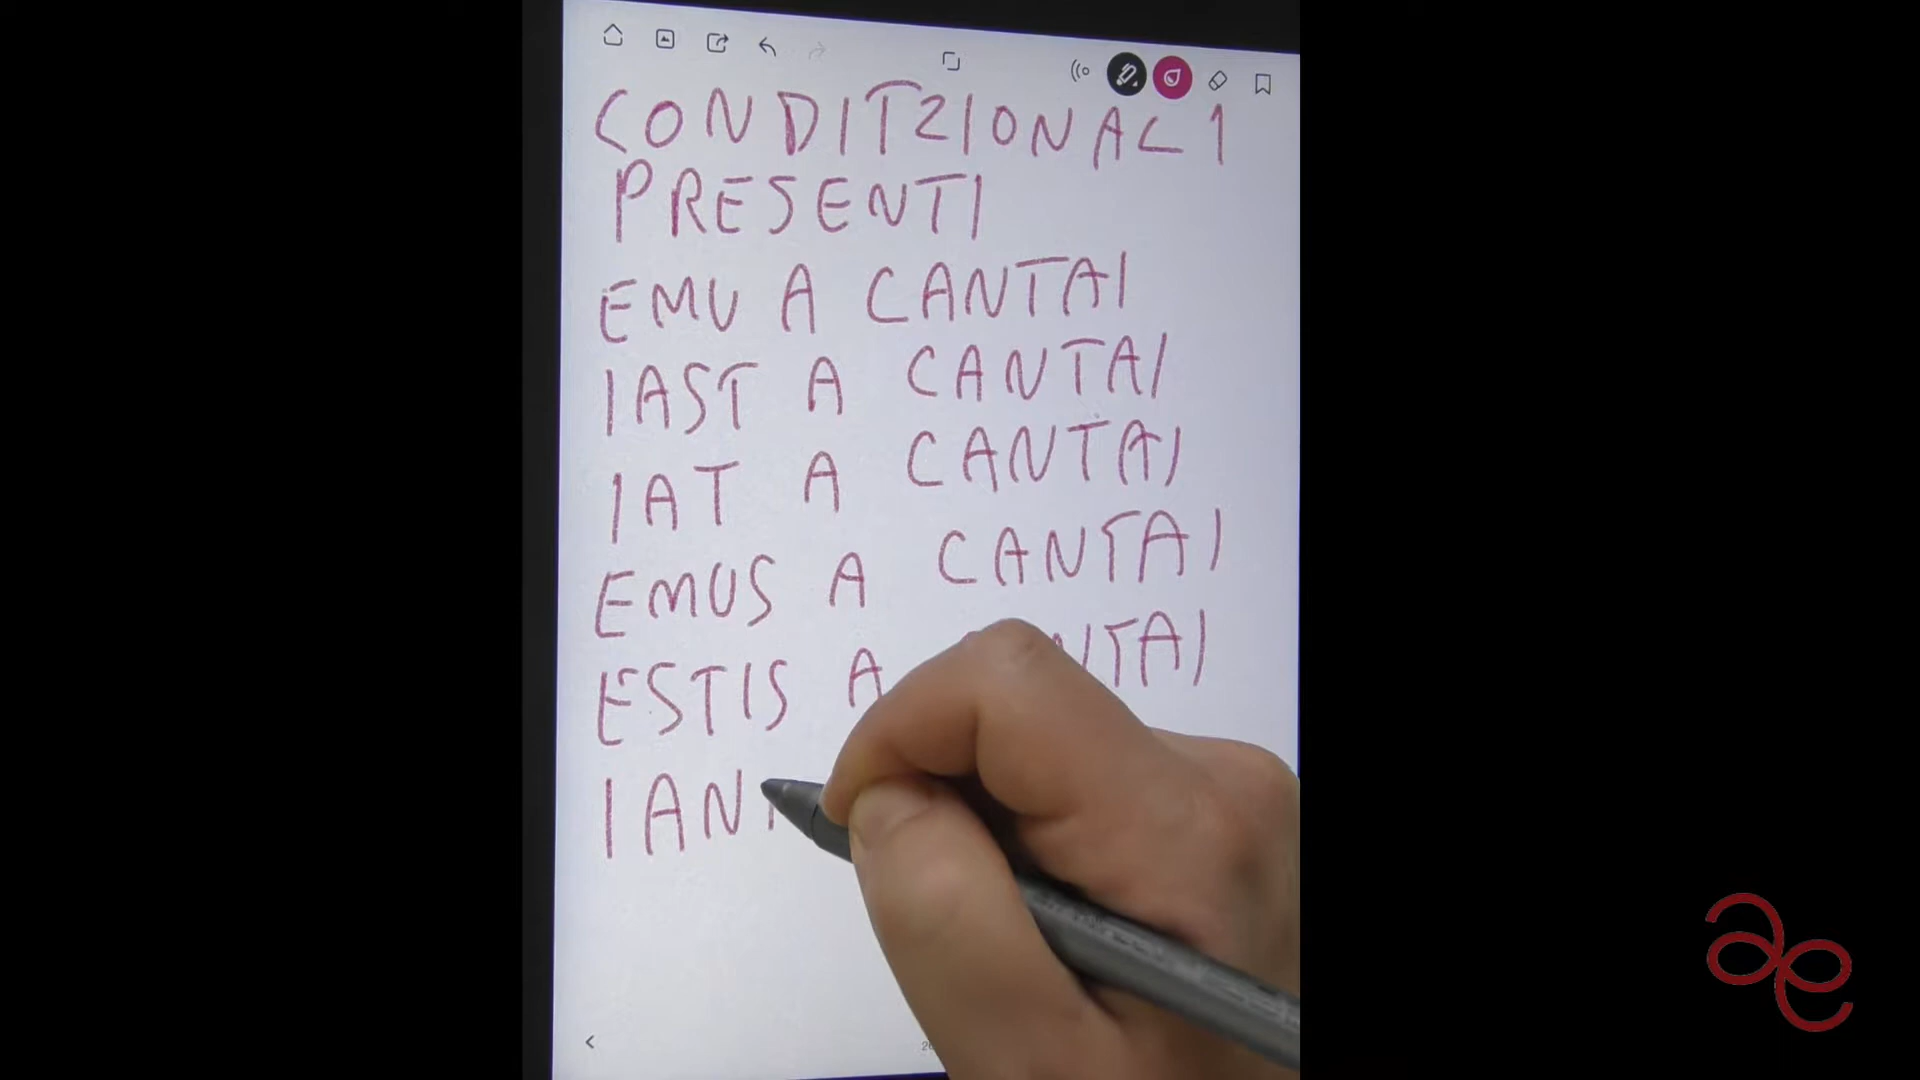 CONDITZIONALI
PRESENTI
EMU A CANTAI
IAST A CANTAI
IAT A CANTAI
EMUS A CANTAI
ESTIS A
IAN